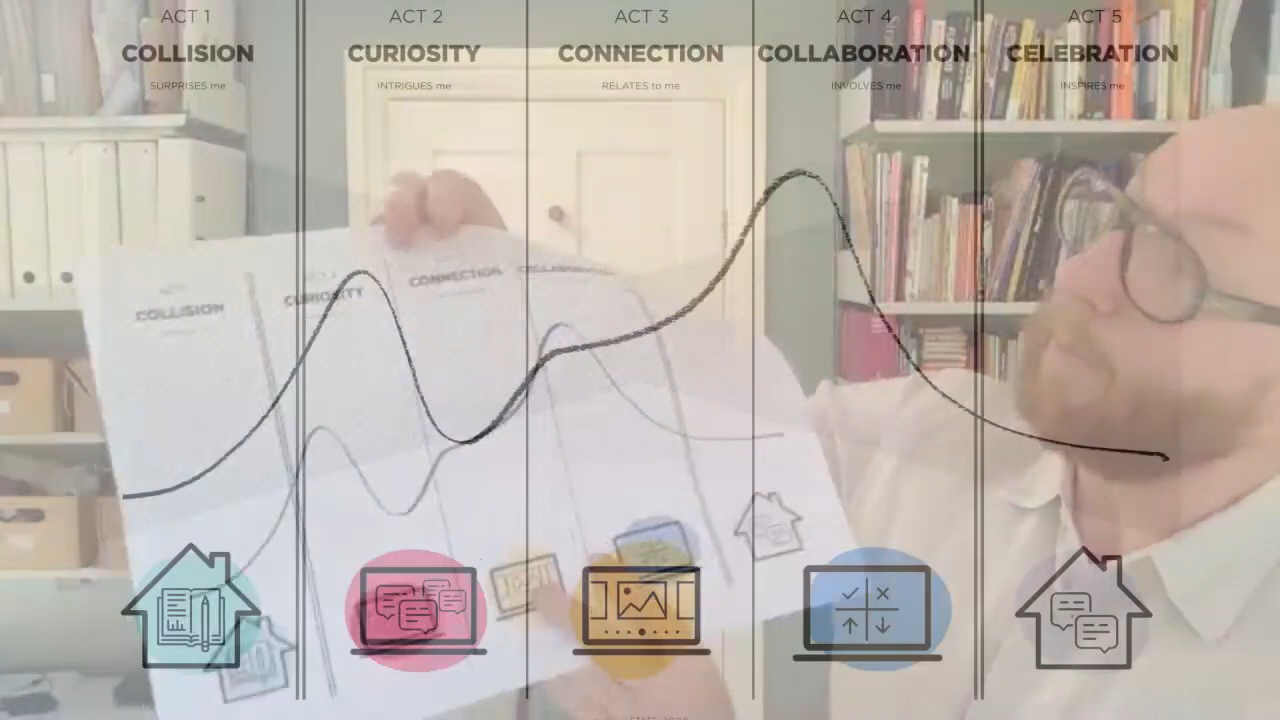 ACT 1
COLLISION
SURPRISES me
ACT 2
CURIOSITY
INTRIGUES me
ACT 3
CONNECTION
RELATES to me
ACT 4
COLLABORATION
INVOLVES me
ACT 5
CELEBRATION
INSPIRES me
COLLISION
CURIOSITY
CONNECTION